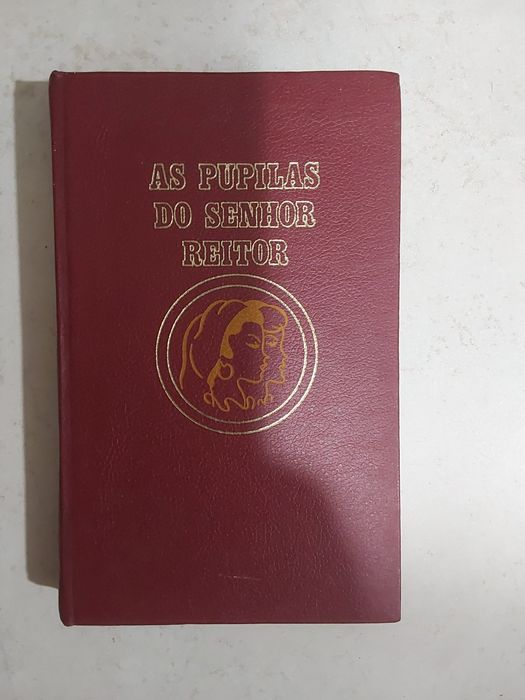 AS PUPILAS
DO SENHOR
REITOR